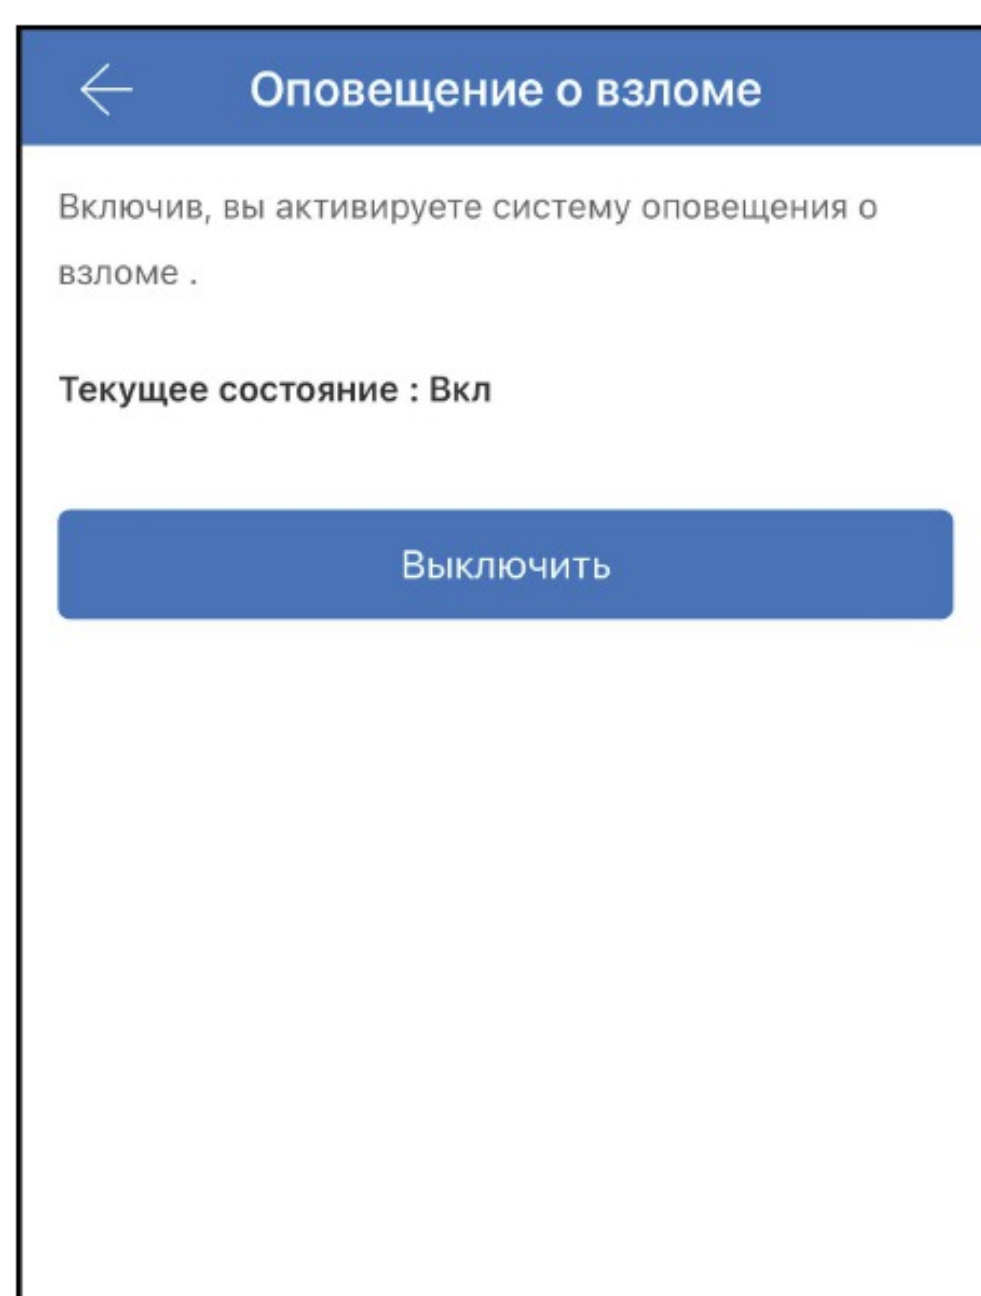 Оповещение о взломе
Включив, вы активируете систему оповещения о
взломе .
Текущее состояние : Вкл
Выключить